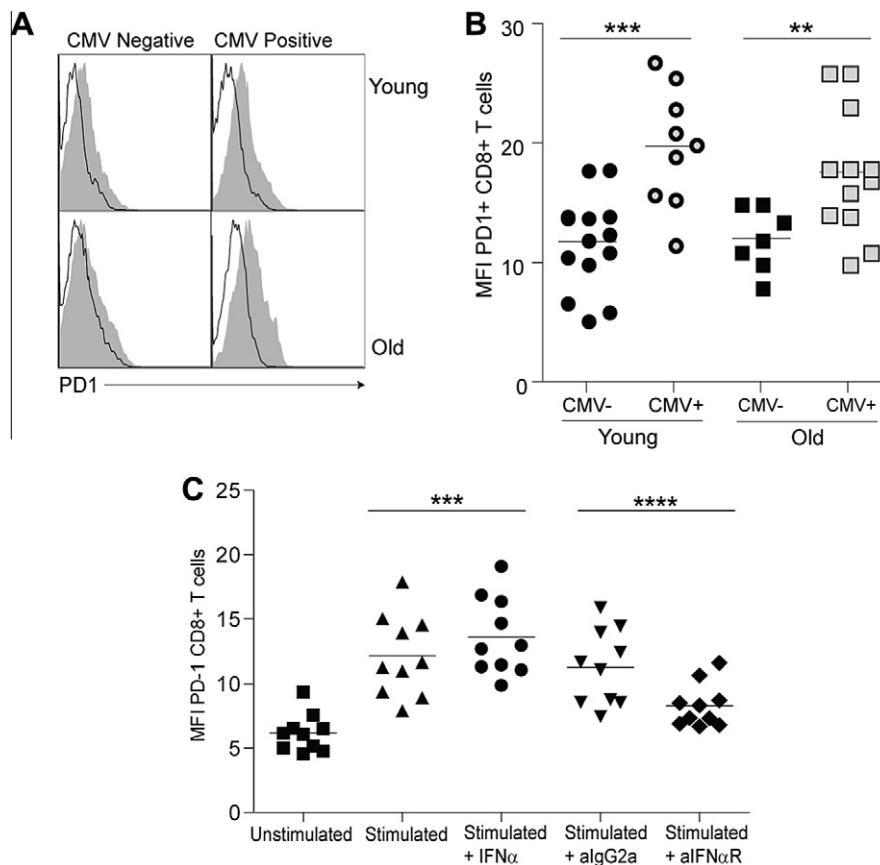 A
CMV Negative CMV Positive
Young
Old
PD1
B
*** **
MFI PD1+ CD8+ T cells
30
20
10
0
CMV- CMV+ CMV- CMV+
Young Old
C
*** ****
MFI PD-1 CD8+ T cells
25
20
15
10
5
0
Unstimulated Stimulated Stimulated Stimulated Stimulated
+ IFNα + aIgG2a + aIFNαR